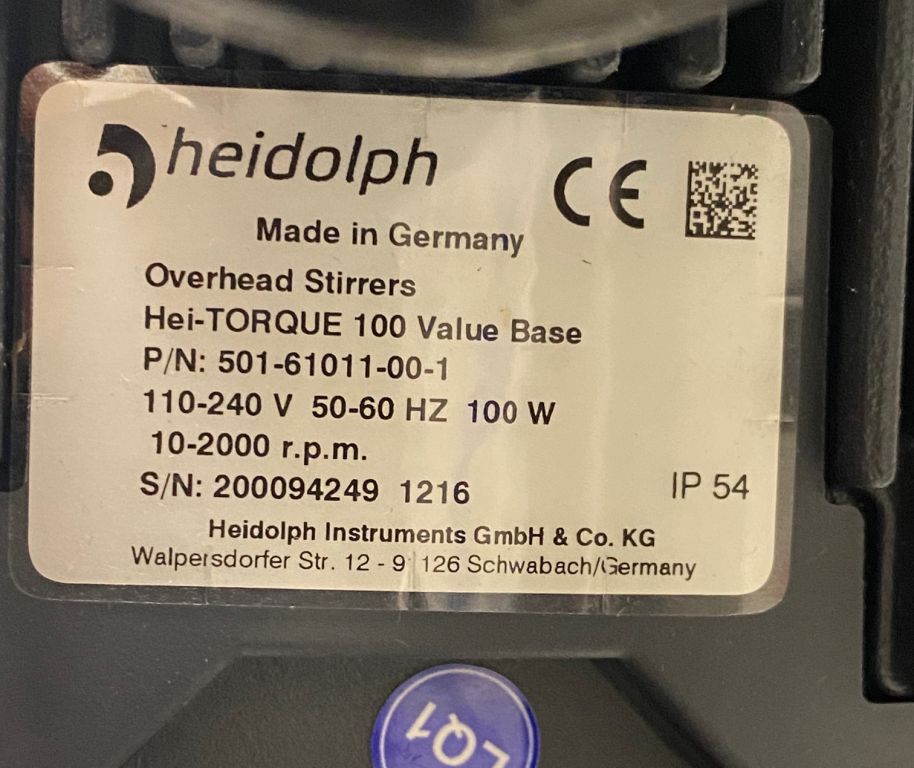 heidolph
CE
Made in Germany
Overhead Stirrers
Hei-TORQUE 100 Value Base
P/N: 501-61011-00-1
110-240 V 50-60 HZ 100 W
10-2000 r.p.m.
S/N: 200094249 1216
IP 54
Heidolph Instruments GmbH & Co. KG
Walpersdorfer Str. 12 - 9 126 Schwabach/Germany
LQ1